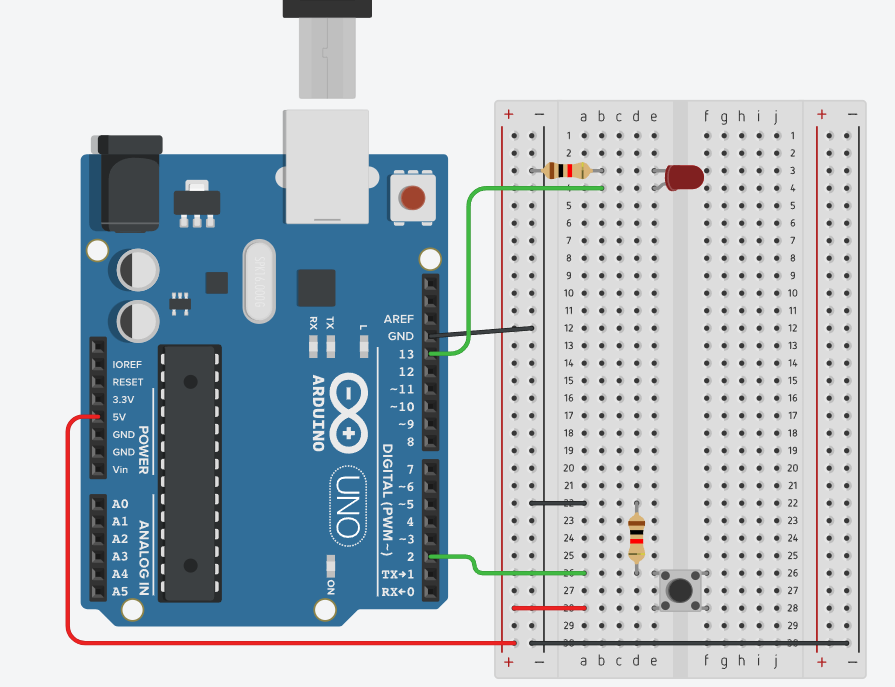 + − a b c d e f g h i j + −
1 1
2 2
3 3
4 4
5 5
6 6
7 7
8 8
9 9
10 10
11 11
12 12
13 13
14 14
15 15
16 16
17 17
18 18
19 19
20 20
21 21
22 22
23 23
24 24
25 25
26 26
27 27
28 28
29 29
30 30
+ − a b c d e f g h i j + −
SPK16.000G
RX TX L
AREF
GND
13
12
~11
~10
~9
8
7
~6
~5
4
~3
2
TX→1
RX←0
DIGITAL (PWM~)
ARDUINO
UNO
ON
IOREF
RESET
3.3V
5V
GND
GND
Vin
POWER
A0
A1
A2
A3
A4
A5
ANALOG IN